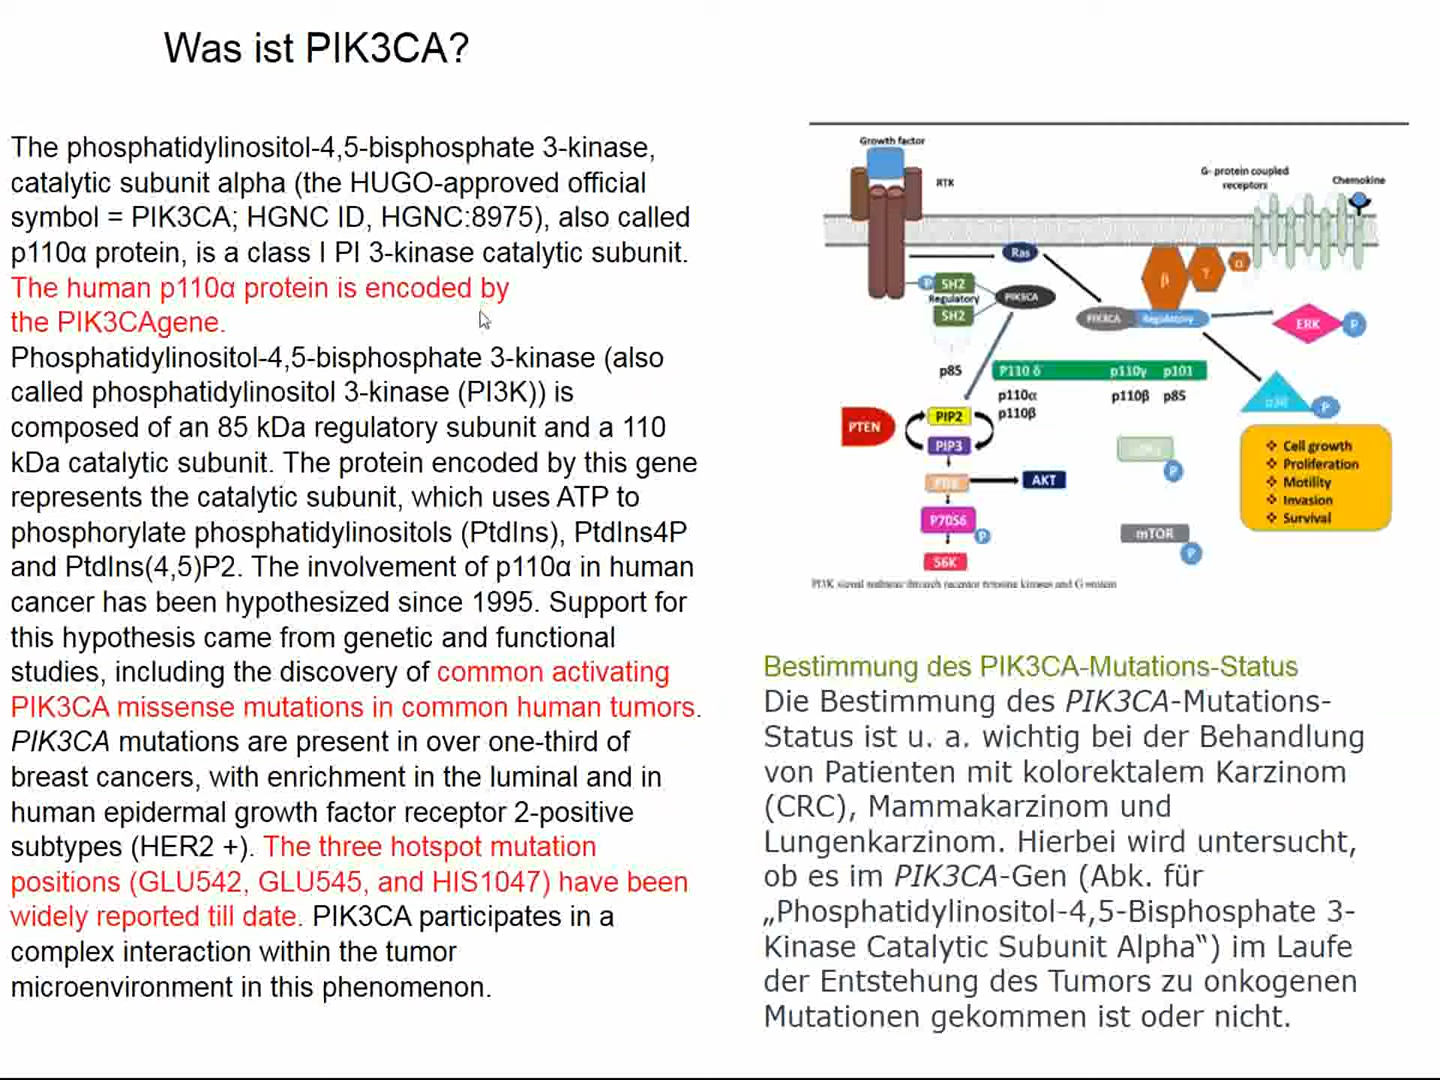 Was ist PIK3CA?
The phosphatidylinositol-4,5-bisphosphate 3-kinase,
catalytic subunit alpha (the HUGO-approved official
symbol = PIK3CA; HGNC ID, HGNC:8975), also called
p110α protein, is a class I PI 3-kinase catalytic subunit.
The human p110α protein is encoded by
the PIK3CAgene.
Phosphatidylinositol-4,5-bisphosphate 3-kinase (also
called phosphatidylinositol 3-kinase (PI3K)) is
composed of an 85 kDa regulatory subunit and a 110
kDa catalytic subunit. The protein encoded by this gene
represents the catalytic subunit, which uses ATP to
phosphorylate phosphatidylinositols (PtdIns), PtdIns4P
and PtdIns(4,5)P2. The involvement of p110α in human
cancer has been hypothesized since 1995. Support for
this hypothesis came from genetic and functional
studies, including the discovery of common activating
PIK3CA missense mutations in common human tumors.
PIK3CA mutations are present in over one-third of
breast cancers, with enrichment in the luminal and in
human epidermal growth factor receptor 2-positive
subtypes (HER2 +). The three hotspot mutation
positions (GLU542, GLU545, and HIS1047) have been
widely reported till date. PIK3CA participates in a
complex interaction within the tumor
microenvironment in this phenomenon.
Growth factor
RTK
G- protein coupled
receptors
Chemokine
Ras
β
γ
α
P
SH2
Regulatory
SH2
PIK3CA
PIK3CA
Regulatory
ERK
P
p85
P110 δ
p110γ
p101
p110α
p110β
p110β
p85
P
PTEN
PIP2
PIP3
AKT
P70S6
P
S6K
P
mTOR
P
Cell growth
Proliferation
Motility
Invasion
Survival
PI3K signal pathway through receptor tyrosine kinases and G protein
Bestimmung des PIK3CA-Mutations-Status
Die Bestimmung des PIK3CA-Mutations-
Status ist u. a. wichtig bei der Behandlung
von Patienten mit kolorektalem Karzinom
(CRC), Mammakarzinom und
Lungenkarzinom. Hierbei wird untersucht,
ob es im PIK3CA-Gen (Abk. für
„Phosphatidylinositol-4,5-Bisphosphate 3-
Kinase Catalytic Subunit Alpha“) im Laufe
der Entstehung des Tumors zu onkogenen
Mutationen gekommen ist oder nicht.